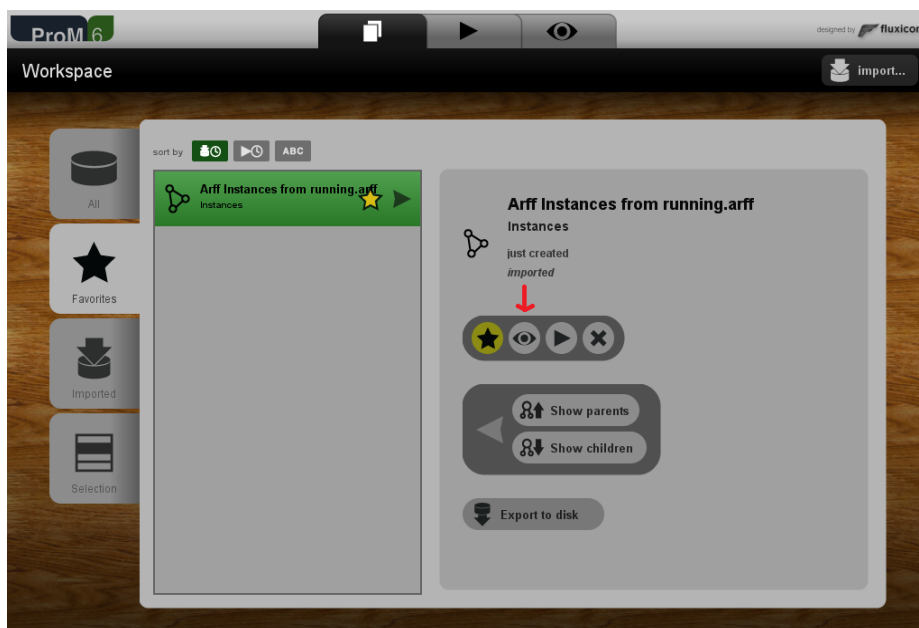 ProM 6
designed by fluxicon
Workspace
import...
sort by
ABC
All
Favorites
Imported
Selection
Arff Instances from running.arff
Instances
Arff Instances from running.arff
Instances
just created
imported
Show parents
Show children
Export to disk